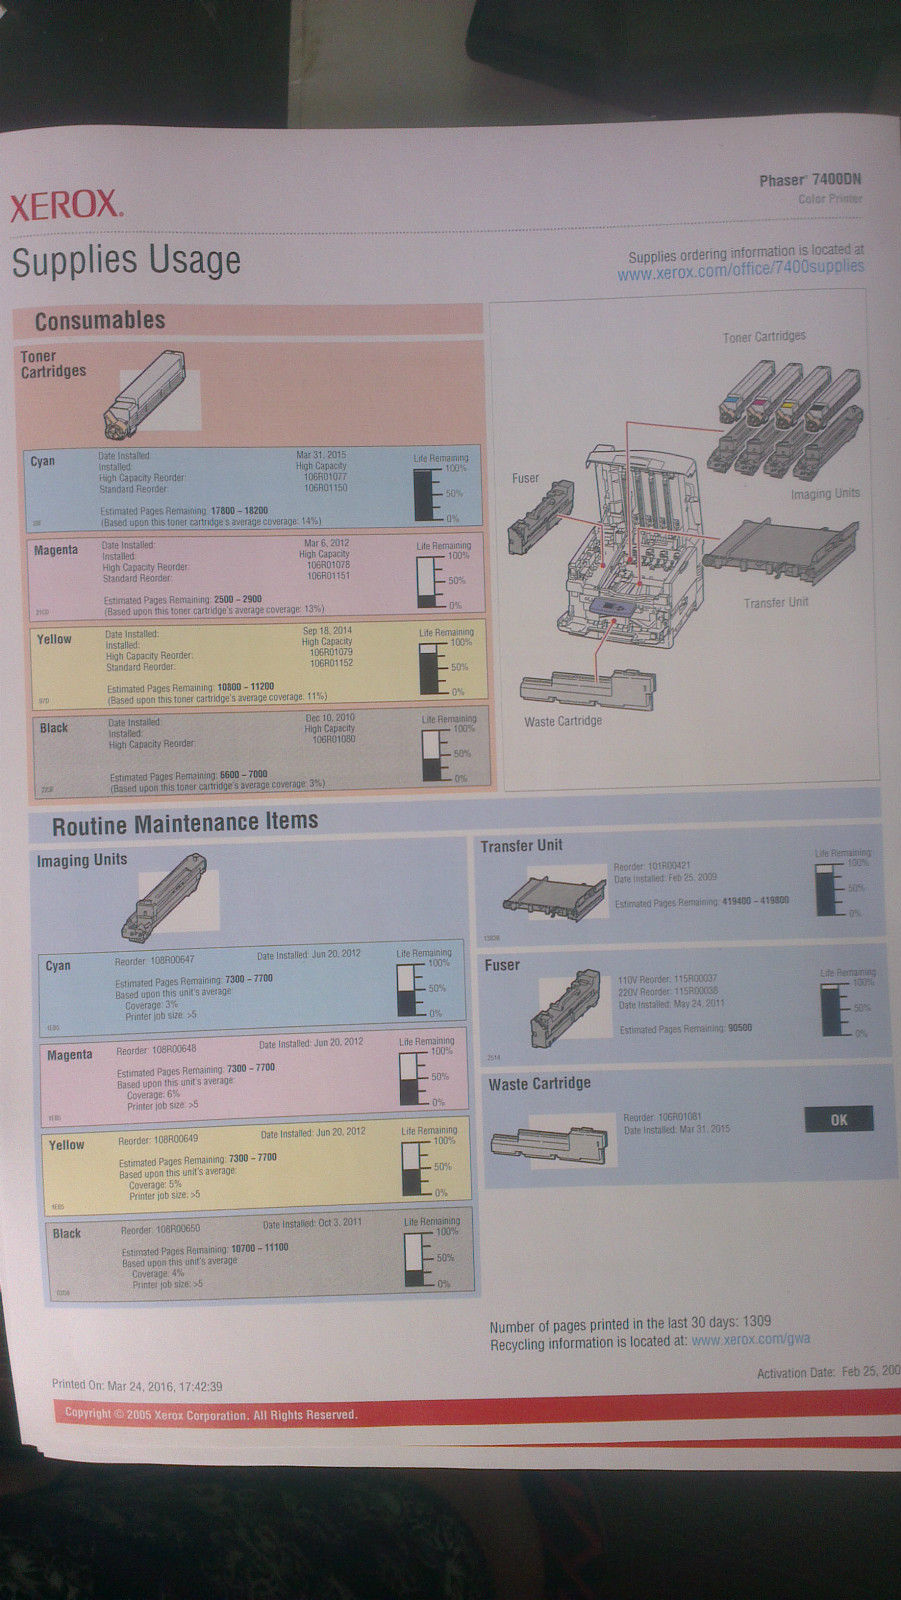 XEROX.
Phaser® 7400DN
Color Printer
Supplies Usage
Supplies ordering information is located at
www.xerox.com/office/7400supplies
Consumables
Toner
Cartridges
Cyan
Date Installed: Mar 31, 2015
Installed: High Capacity
High Capacity Reorder: 106R01077
Standard Reorder: 106R01150
Estimated Pages Remaining: 17800 – 18200
(Based upon this toner cartridge's average coverage: 14%)
Life Remaining
100%
50%
0%
Magenta
Date Installed: Mar 6, 2012
Installed: High Capacity
High Capacity Reorder: 106R01078
Standard Reorder: 106R01151
Estimated Pages Remaining: 2500 – 2900
(Based upon this toner cartridge's average coverage: 13%)
Life Remaining
100%
50%
0%
Yellow
Date Installed: Sep 18, 2014
Installed: High Capacity
High Capacity Reorder: 106R01079
Standard Reorder: 106R01152
Estimated Pages Remaining: 10800 – 11200
(Based upon this toner cartridge's average coverage: 11%)
Life Remaining
100%
50%
0%
Black
Date Installed: Dec 10, 2010
Installed: High Capacity
High Capacity Reorder: 106R01080
Estimated Pages Remaining: 6600 – 7000
(Based upon this toner cartridge's average coverage: 3%)
Life Remaining
100%
50%
0%
Toner Cartridges
Fuser
Imaging Units
Transfer Unit
Waste Cartridge
Routine Maintenance Items
Imaging Units
Cyan
Reorder: 108R00647 Date Installed: Jun 20, 2012
Estimated Pages Remaining: 7300 – 7700
Based upon this unit's average:
Coverage: 3%
Printer job size: >5
Life Remaining
100%
50%
0%
1EB5
Magenta
Reorder: 108R00648 Date Installed: Jun 20, 2012
Estimated Pages Remaining: 7300 – 7700
Based upon this unit's average:
Coverage: 6%
Printer job size: >5
Life Remaining
100%
50%
0%
1EB5
Yellow
Reorder: 108R00649 Date Installed: Jun 20, 2012
Estimated Pages Remaining: 7300 – 7700
Based upon this unit's average:
Coverage: 5%
Printer job size: >5
Life Remaining
100%
50%
0%
1EB5
Black
Reorder: 108R00650 Date Installed: Oct 3, 2011
Estimated Pages Remaining: 10700 – 11100
Based upon this unit's average
Coverage: 4%
Printer job size: >5
Life Remaining
100%
50%
0%
Transfer Unit
Reorder: 101R00421
Date Installed: Feb 25, 2009
Estimated Pages Remaining: 419400 – 419800
Life Remaining
100%
50%
0%
Fuser
110V Reorder: 115R00037
220V Reorder: 115R00038
Date Installed: May 24, 2011
Estimated Pages Remaining: 90500
Life Remaining
100%
50%
0%
2514
Waste Cartridge
Reorder: 106R01081
Date Installed: Mar 31, 2015
OK
Number of pages printed in the last 30 days: 1309
Recycling information is located at: www.xerox.com/gwa
Printed On: Mar 24, 2016, 17:42:39
Activation Date: Feb 25, 200
Copyright © 2005 Xerox Corporation. All Rights Reserved.